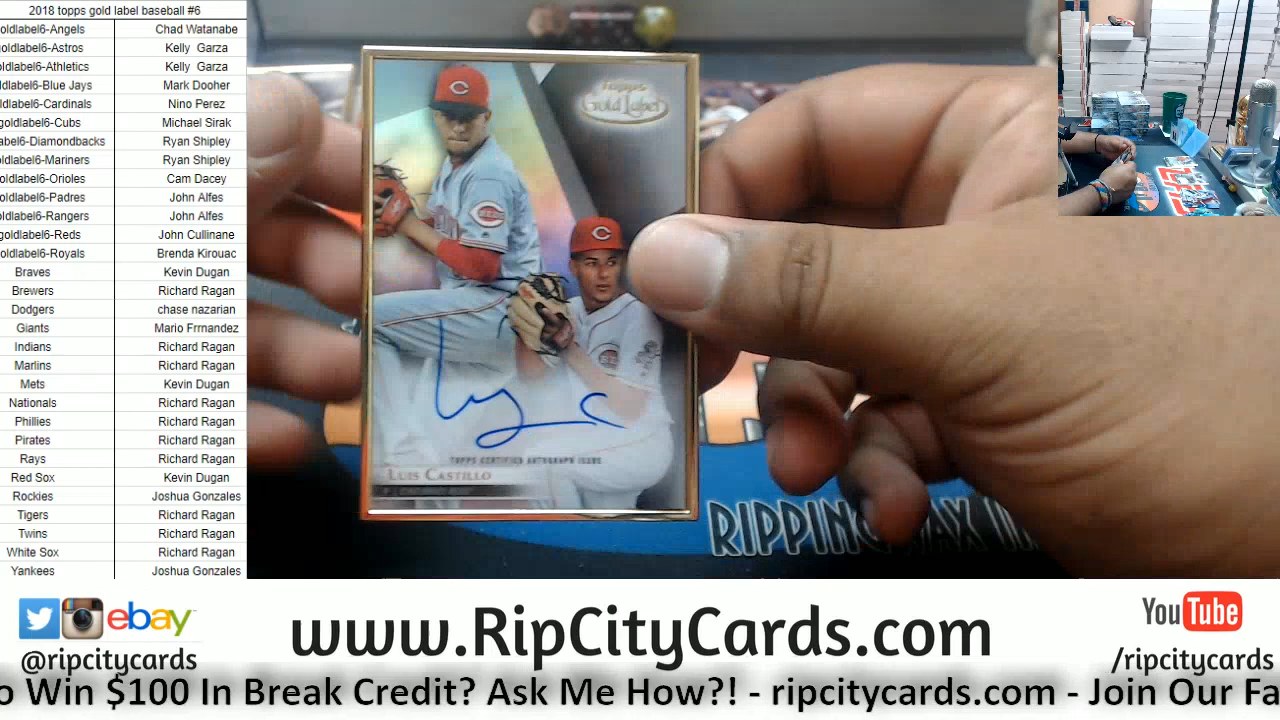 2018 topps gold label baseball #6
oldlabel6-Angels Chad Watanabe
oldlabel6-Astros Kelly Garza
ldlabel6-Athletics Kelly Garza
dlabel6-Blue Jays Mark Dooher
dlabel6-Cardinals Nino Perez
goldlabel6-Cubs Michael Sirak
abel6-Diamondbacks Ryan Shipley
ldlabel6-Mariners Ryan Shipley
ldlabel6-Orioles Cam Dacey
oldlabel6-Padres John Alfes
ldlabel6-Rangers John Alfes
goldlabel6-Reds John Cullinane
oldlabel6-Royals Brenda Kirouac
Braves Kevin Dugan
Brewers Richard Ragan
Dodgers chase nazarian
Giants Mario Frrnandez
Indians Richard Ragan
Marlins Richard Ragan
Mets Kevin Dugan
Nationals Richard Ragan
Phillies Richard Ragan
Pirates Richard Ragan
Rays Richard Ragan
Red Sox Kevin Dugan
Rockies Joshua Gonzales
Tigers Richard Ragan
Twins Richard Ragan
White Sox Richard Ragan
Yankees Joshua Gonzales
Topps
Gold Label
TOPPS CERTIFIED AUTOGRAPH ISSUE
LUIS CASTILLO
RIPPING WAX
ebay
@ripcitycards
www.RipCityCards.com
YouTube
/ripcitycards
o Win $100 In Break Credit? Ask Me How?! - ripcitycards.com - Join Our Fa